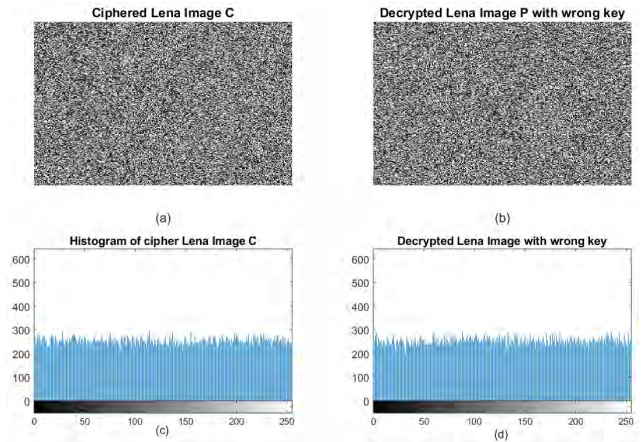 Ciphered Lena Image C
Decrypted Lena Image P with wrong key
(a)
(b)
Histogram of cipher Lena Image C
Decrypted Lena Image with wrong key
600
500
400
300
200
100
0
0 50 100 150 200 250
(c)
600
500
400
300
200
100
0
0 50 100 150 200 250
(d)